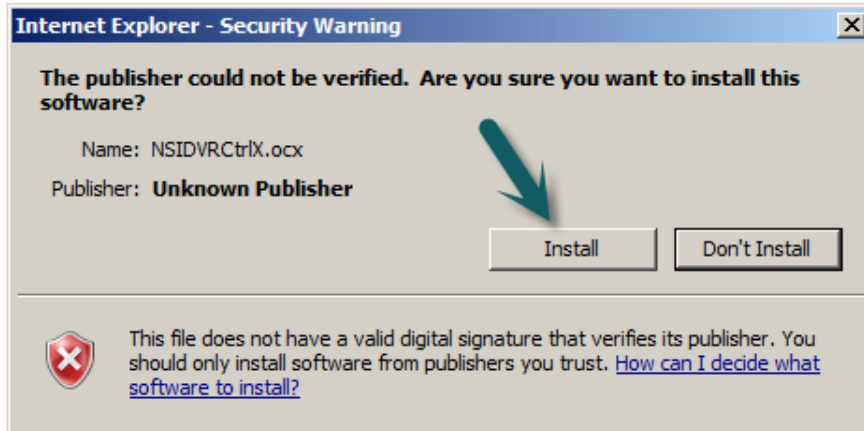 Internet Explorer - Security Warning
The publisher could not be verified. Are you sure you want to install this
software?
Name: NSIDVRCtrlX.ocx
Publisher: Unknown Publisher
Install Don't Install
This file does not have a valid digital signature that verifies its publisher. You
should only install software from publishers you trust. How can I decide what
software to install?